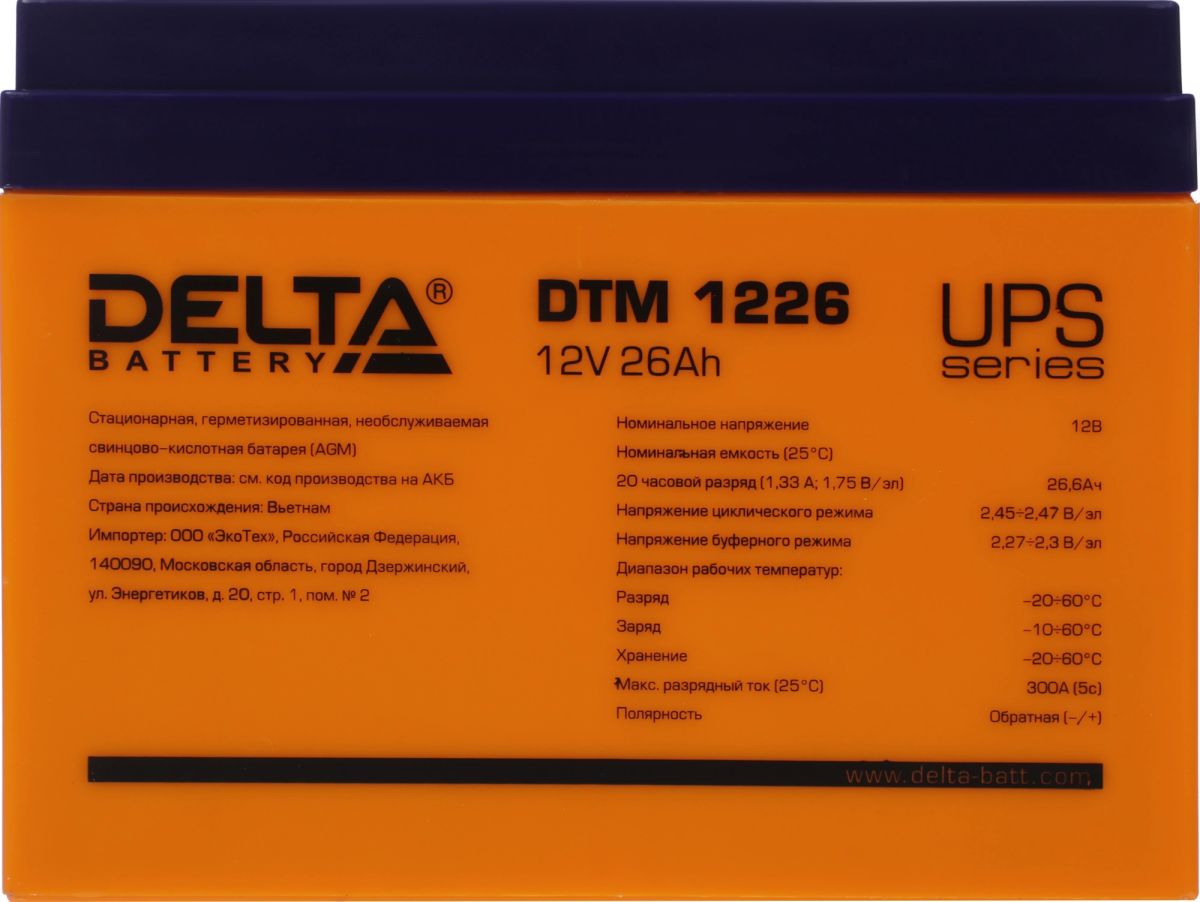 DELTA®
BATTERY
DTM 1226
12V 26Ah
UPS
series
Стационарная, герметизированная, необслуживаемая
свинцово-кислотная батарея (AGM)
Дата производства: см. код производства на АКБ
Страна происхождения: Вьетнам
Импортер: ООО «ЭкоТех», Российская Федерация,
140090, Московская область, город Дзержинский,
ул. Энергетиков, д. 20, стр. 1, пом. № 2
Номинальное напряжение 12В
Номинальная емкость (25°С)
20 часовой разряд (1,33 А; 1,75 В/эл) 26,6Ач
Напряжение циклического режима 2,45÷2,47 В/эл
Напряжение буферного режима 2,27÷2,3 В/эл
Диапазон рабочих температур:
Разряд -20÷60°С
Заряд -10÷60°С
Хранение -20÷60°С
Макс. разрядный ток (25°С) 300А (5с)
Полярность Обратная (-/+)
www.delta-batt.com